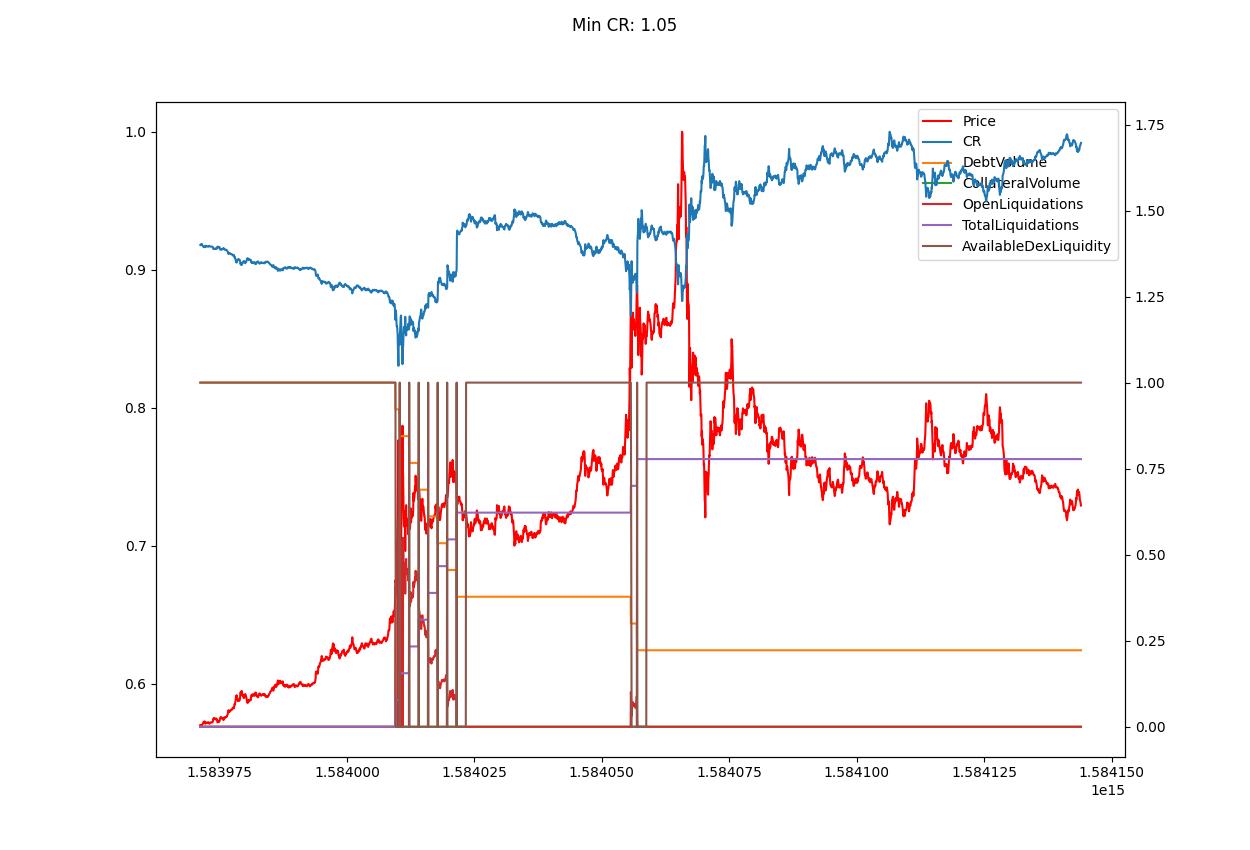 Min CR: 1.05
1.0
0.9
0.8
0.7
0.6
1.75
1.50
1.25
1.00
0.75
0.50
0.25
0.00
Price
CR
DebtVolume
CollateralVolume
OpenLiquidations
TotalLiquidations
AvailableDexLiquidity
1.583975 1.584000 1.584025 1.584050 1.584075 1.584100 1.584125 1.584150
1e15